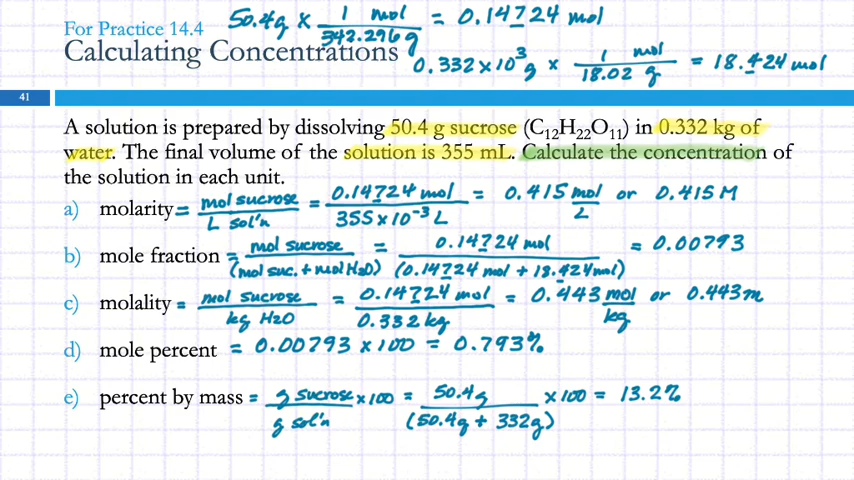 For Practice 14.4
50.4g × 1 mol / 342.296 g = 0.14724 mol
Calculating Concentrations
0.332×10³g × 1 mol / 18.02 g = 18.424 mol
41
A solution is prepared by dissolving 50.4 g sucrose (C₁₂H₂₂O₁₁) in 0.332 kg of
water. The final volume of the solution is 355 mL. Calculate the concentration of
the solution in each unit.
a) molarity = mol sucrose / L sol'n = 0.14724 mol / 355×10⁻³ L = 0.415 mol / L or 0.415 M
b) mole fraction = mol sucrose / (mol suc. + mol H₂O) = 0.14724 mol / (0.14724 mol + 18.424 mol) = 0.00793
c) molality = mol sucrose / kg H2O = 0.14724 mol / 0.332 kg = 0.443 mol / kg or 0.443 m
d) mole percent = 0.00793 ×100 = 0.793%
e) percent by mass = g sucrose / g sol'n ×100 = 50.4g / (50.4g + 332g) ×100 = 13.2%